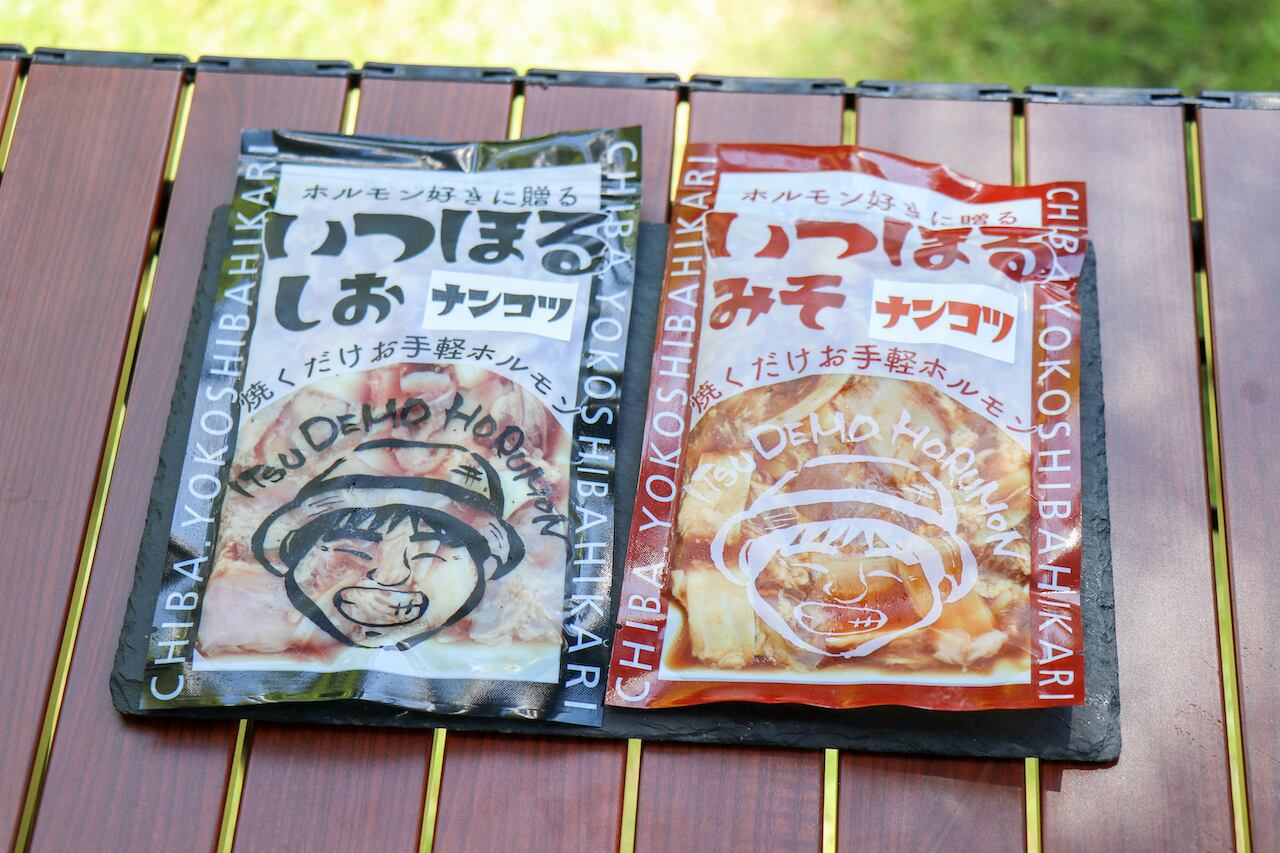 ホルモン好きに贈る
いつほる
しお
ナンコツ
焼くだけお手軽ホルモン
ITSU DEMO HORUMON
CHIBA.YOKOSHIBAHIKARI
CHIBA YOKOSHIBAHIKARI
ホルモン好きに贈る
いつほる
みそ
ナンコツ
焼くだけお手軽ホルモン
ITSU DEMO HORUMON
CHIBA.YOKOSHIBAHIKARI
CHIBA YOKOSHIBAHIKARI